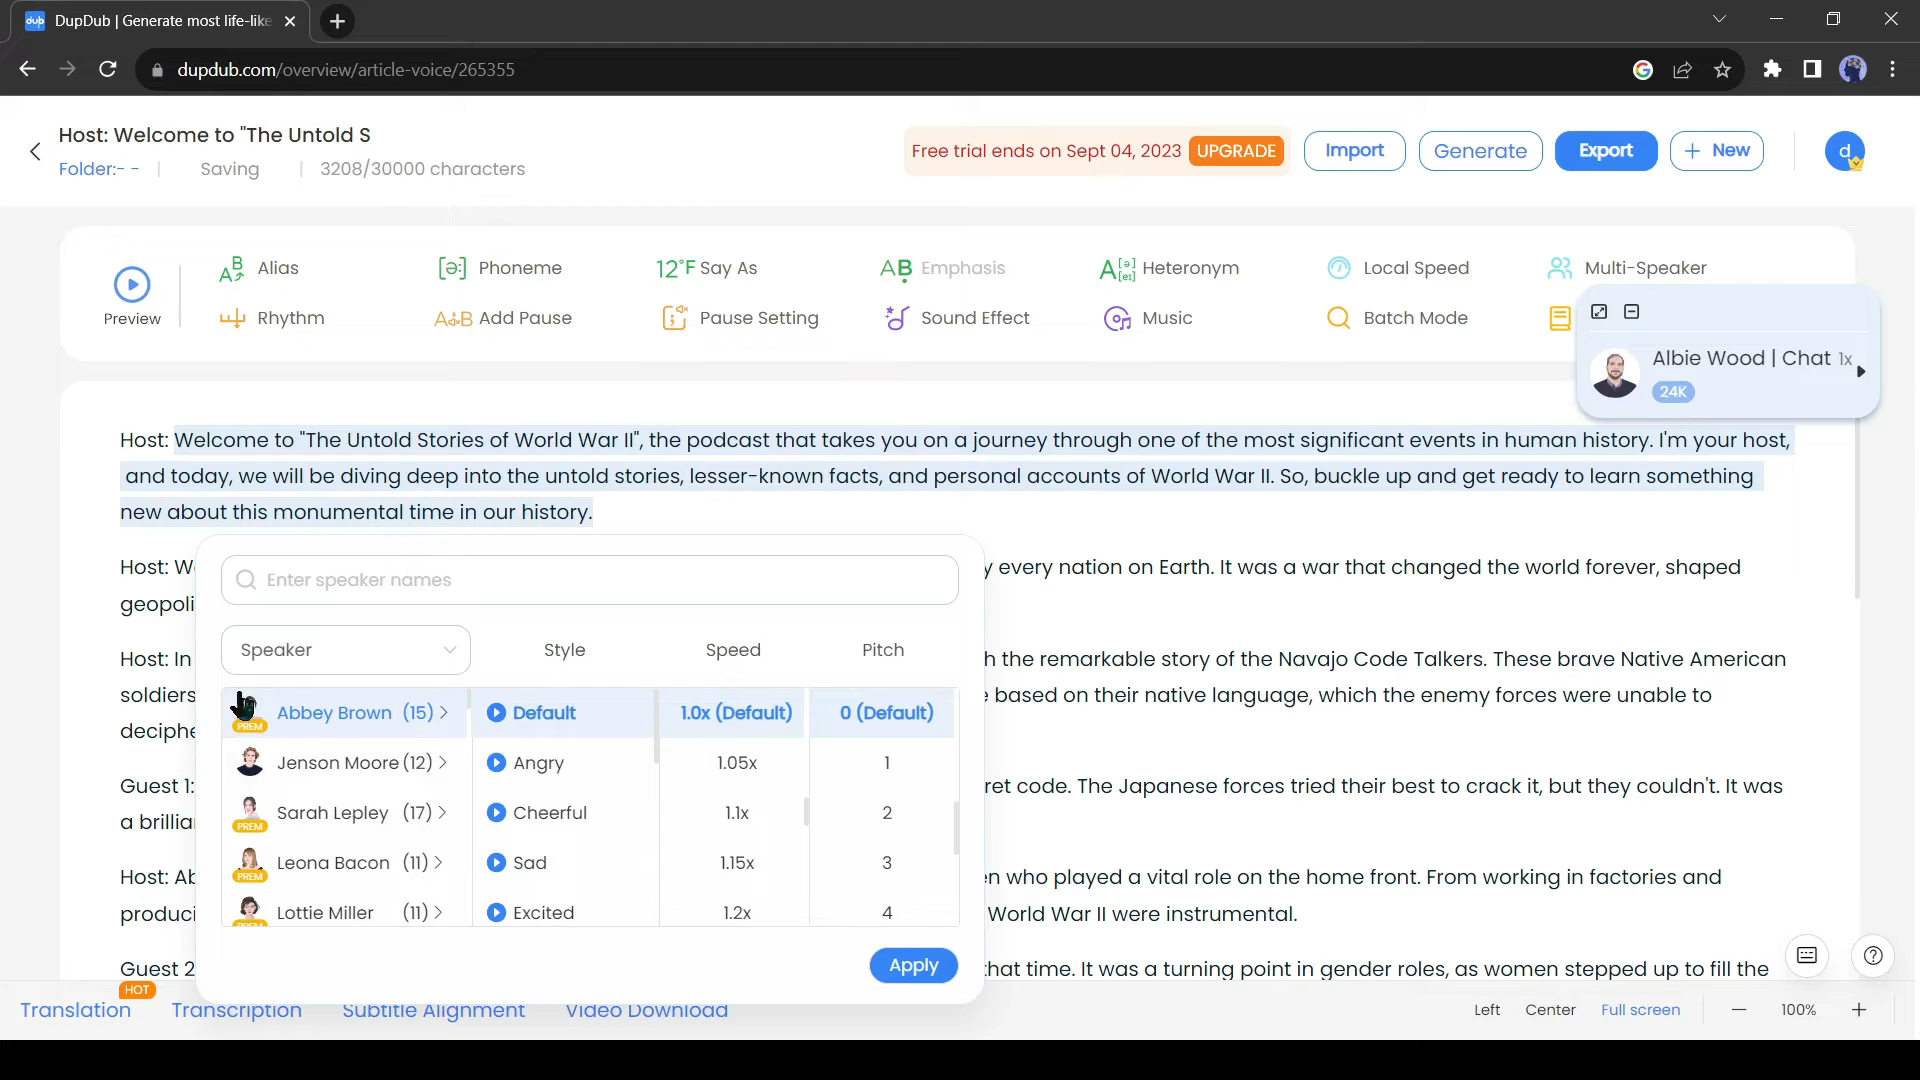 dub DupDub | Generate most life-like
dupdub.com/overview/article-voice/265355
Host: Welcome to "The Untold S
Folder:- - | Saving | 3208/30000 characters
Free trial ends on Sept 04, 2023 UPGRADE Import Generate Export + New d
Preview
Alias Phoneme 12°F Say As Emphasis Heteronym Local Speed Multi-Speaker
Rhythm Add Pause Pause Setting Sound Effect Music Batch Mode
Albie Wood | Chat 1x
24K
Host: Welcome to "The Untold Stories of World War II", the podcast that takes you on a journey through one of the most significant events in human history. I'm your host,
and today, we will be diving deep into the untold stories, lesser-known facts, and personal accounts of World War II. So, buckle up and get ready to learn something
new about this monumental time in our history.
Host: W y every nation on Earth. It was a war that changed the world forever, shaped
geopoli
Host: In h the remarkable story of the Navajo Code Talkers. These brave Native American
soldiers based on their native language, which the enemy forces were unable to
deciphe
Guest 1: ret code. The Japanese forces tried their best to crack it, but they couldn't. It was
a brillia
Host: Ab en who played a vital role on the home front. From working in factories and
produci World War II were instrumental.
Guest 2 that time. It was a turning point in gender roles, as women stepped up to fill the
Enter speaker names
Speaker Style Speed Pitch
PREM Abbey Brown (15) Default 1.0x (Default) 0 (Default)
Jenson Moore (12) Angry 1.05x 1
PREM Sarah Lepley (17) Cheerful 1.1x 2
PREM Leona Bacon (11) Sad 1.15x 3
Lottie Miller (11) Excited 1.2x 4
Apply
HOT
Translation Transcription Subtitle Alignment Video Download Left Center Full screen — 100% +